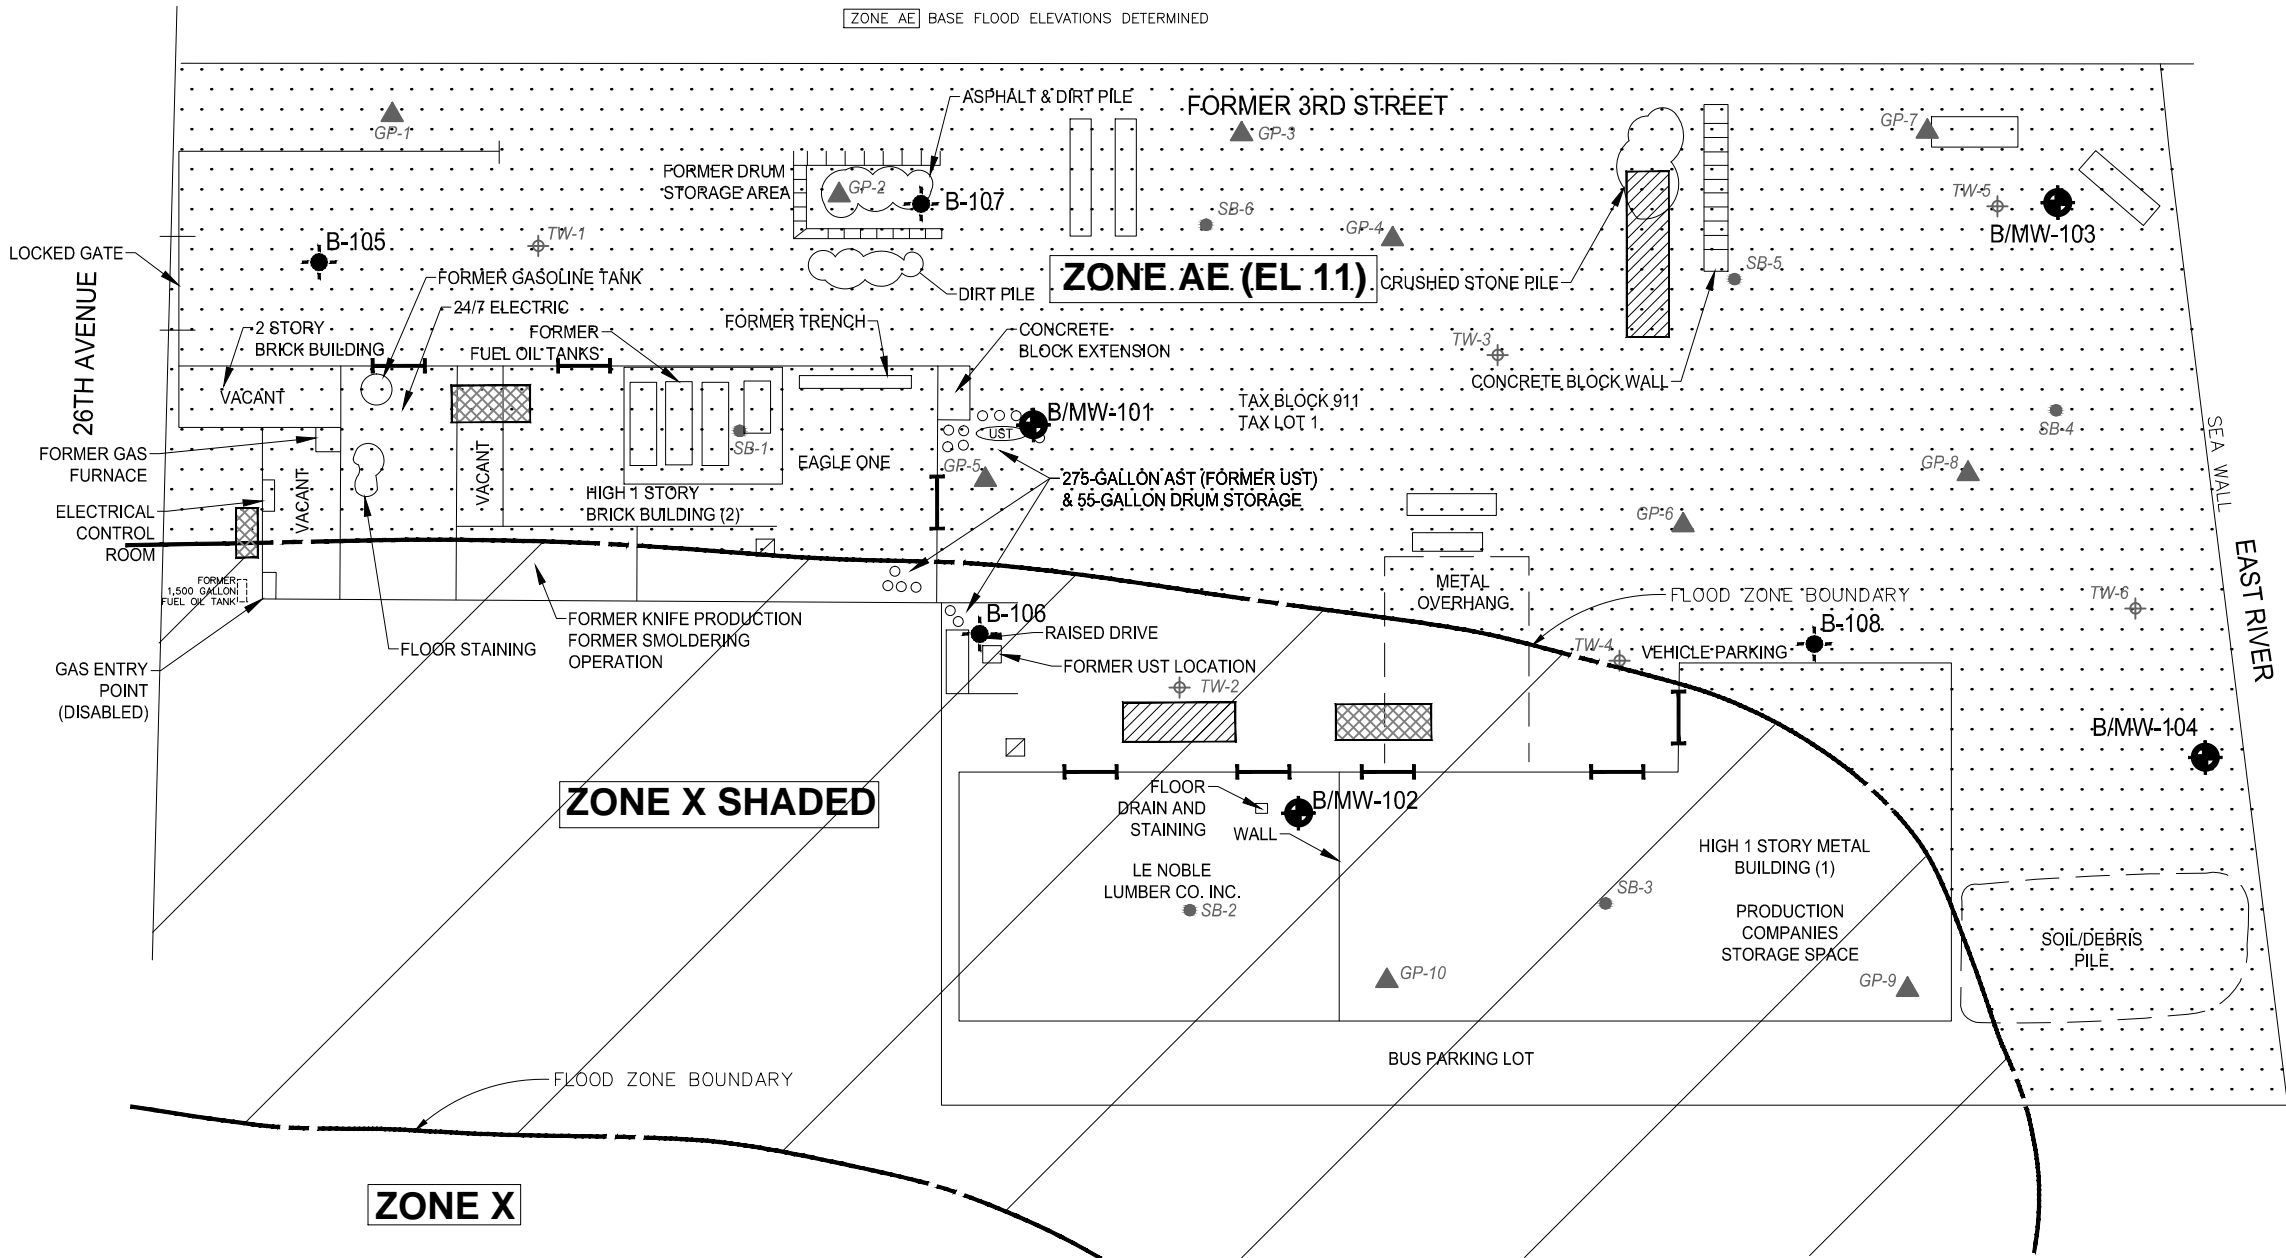 ZONE AE BASE FLOOD ELEVATIONS DETERMINED
ASPHALT & DIRT PILE
FORMER 3RD STREET
GP-1
GP-3
GP-7
FORMER DRUM
STORAGE AREA
GP-2
B-107
SB-6
GP-4
TW-5
B/MW-103
LOCKED GATE
B-105
TW-1
FORMER GASOLINE TANK
DIRT PILE
ZONE AE (EL 11)
CRUSHED STONE PILE
SB-5
26TH AVENUE
24/7 ELECTRIC
2 STORY
BRICK BUILDING
FORMER
FUEL OIL TANKS
FORMER TRENCH
CONCRETE
BLOCK EXTENSION
TW-3
CONCRETE BLOCK WALL
VACANT
B/MW-101
UST
TAX BLOCK 911
TAX LOT 1
SB-4
SEA WALL
FORMER GAS
FURNACE
VACANT
VACANT
SB-1
EAGLE ONE
GP-5
GP-8
275-GALLON AST (FORMER UST)
& 55-GALLON DRUM STORAGE
HIGH 1 STORY
BRICK BUILDING (2)
ELECTRICAL
CONTROL
ROOM
GP-6
EAST RIVER
FORMER
1,500 GALLON
FUEL OIL TANK
METAL
OVERHANG
FLOOD ZONE BOUNDARY
TW-6
FORMER KNIFE PRODUCTION
FORMER SMOLDERING
OPERATION
B-106
RAISED DRIVE
B-108
FLOOR STAINING
FORMER UST LOCATION
TW-4
VEHICLE PARKING
GAS ENTRY
POINT
(DISABLED)
TW-2
B/MW-104
ZONE X SHADED
FLOOR
DRAIN AND
STAINING
B/MW-102
WALL
HIGH 1 STORY METAL
BUILDING (1)
LE NOBLE
LUMBER CO. INC.
SB-2
SB-3
PRODUCTION
COMPANIES
STORAGE SPACE
SOIL/DEBRIS
PILE
GP-10
GP-9
BUS PARKING LOT
FLOOD ZONE BOUNDARY
ZONE X